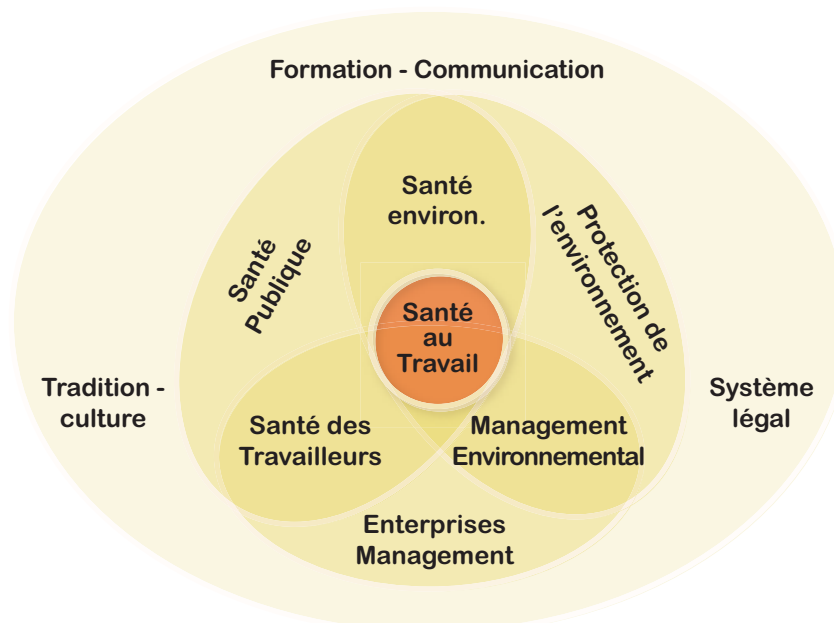 Formation - Communication
Santé
environ.
Santé
Publique
Protection de
l'environnement
Santé
au
Travail
Tradition -
culture
Système
légal
Santé des
Travailleurs
Management
Environnemental
Enterprises
Management